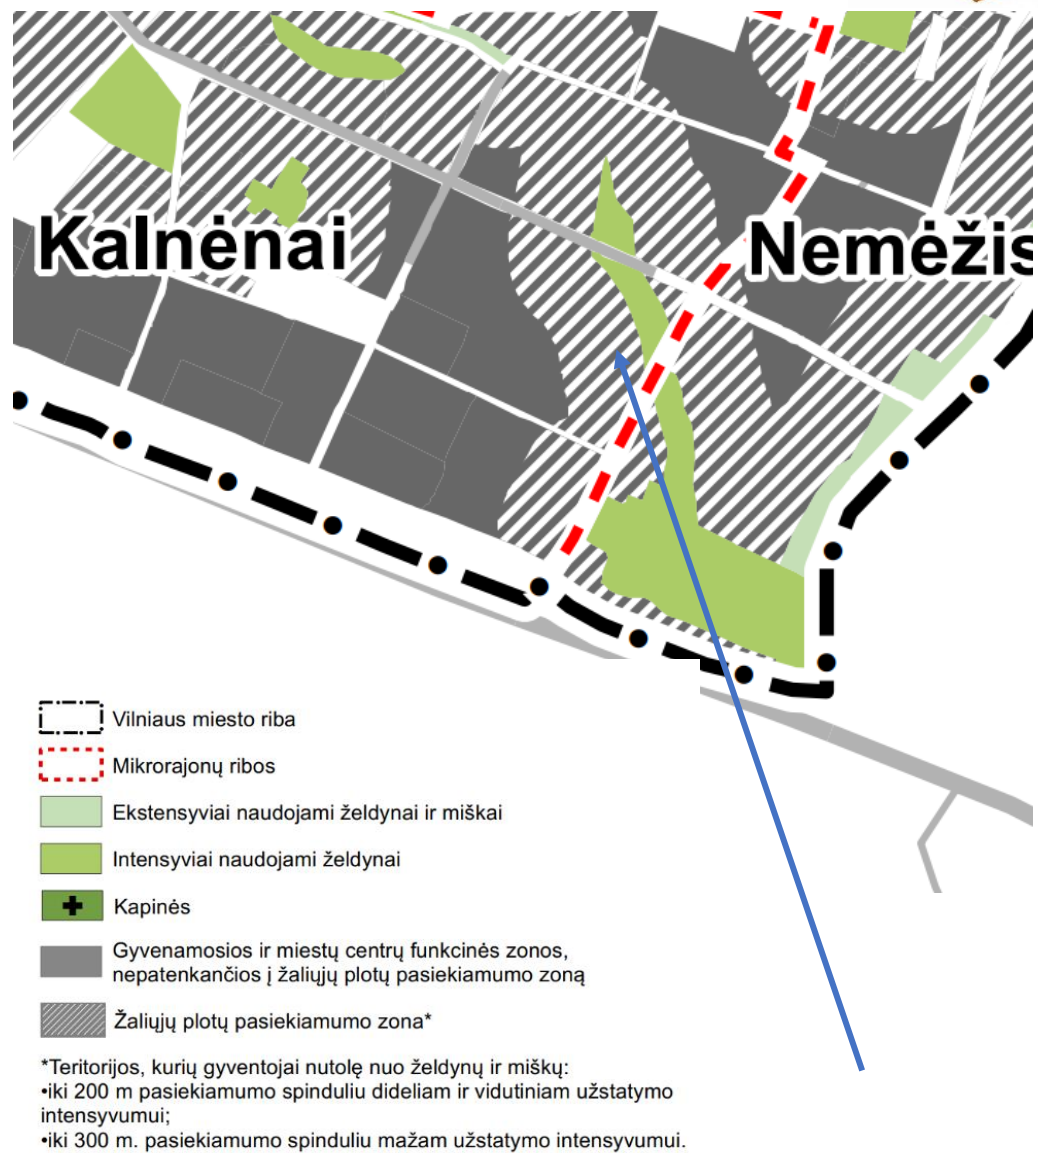 Kalnėnai
Nemėžis
Vilniaus miesto riba
Mikrorajonų ribos
Ekstensyviai naudojami želdynai ir miškai
Intensyviai naudojami želdynai
Kapinės
Gyvenamosios ir miestų centrų funkcinės zonos,
nepatenkančios į žaliųjų plotų pasiekiamumo zoną
Žaliųjų plotų pasiekiamumo zona*
*Teritorijos, kurių gyventojai nutolę nuo želdynų ir miškų:
•iki 200 m pasiekiamumo spinduliu dideliam ir vidutiniam užstatymo
intensyvumui;
•iki 300 m. pasiekiamumo spinduliu mažam užstatymo intensyvumui.